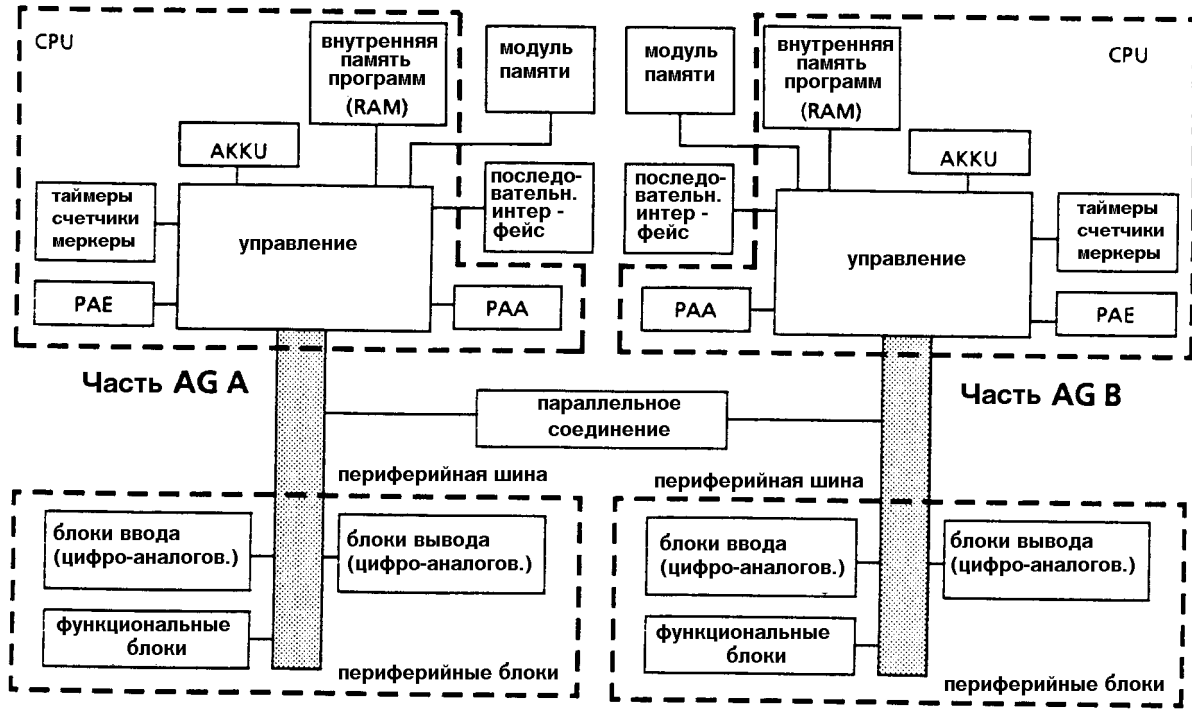 CPU
внутренняя
память
программ
(RAM)
модуль
памяти
AKKU
таймеры
счетчики
меркеры
управление
последо-
вательн.
интер -
фейс
PAE
PAA
Часть AG A
модуль
памяти
внутренняя
память
программ
(RAM)
CPU
AKKU
последо-
вательн.
интер -
фейс
управление
таймеры
счетчики
меркеры
PAA
PAE
Часть AG B
параллельное
соединение
периферийная шина
блоки ввода
(цифро-аналогов.)
блоки вывода
(цифро-аналогов.)
функциональные
блоки
периферийные блоки
периферийная шина
блоки ввода
(цифро-аналогов.)
блоки вывода
(цифро-аналогов.)
функциональные
блоки
периферийные блоки